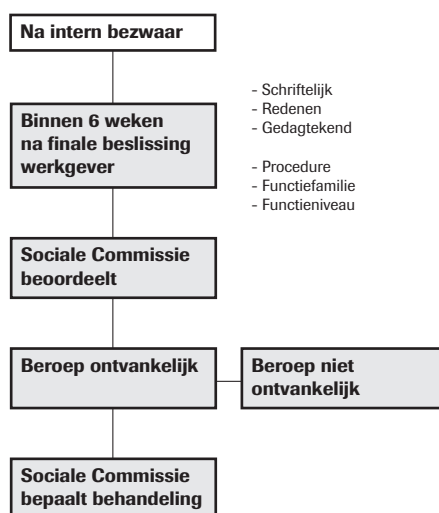 Na intern bezwaar
Binnen 6 weken
na finale beslissing
werkgever
- Schriftelijk
- Redenen
- Gedagtekend
- Procedure
- Functiefamilie
- Functieniveau
Sociale Commissie
beoordeelt
Beroep ontvankelijk
Beroep niet
ontvankelijk
Sociale Commissie
bepaalt behandeling